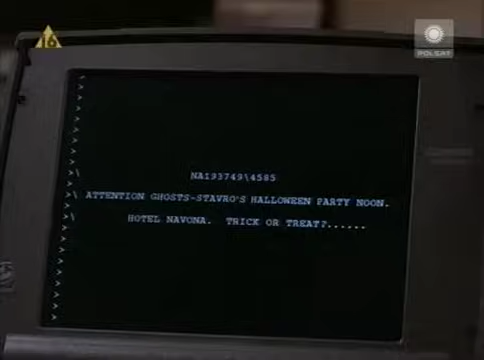 16
POLSAT
NA193749\4585
\ ATTENTION GHOSTS-STAVRO'S HALLOWEEN PARTY NOON.
HOTEL NAVONA. TRICK OR TREAT?......